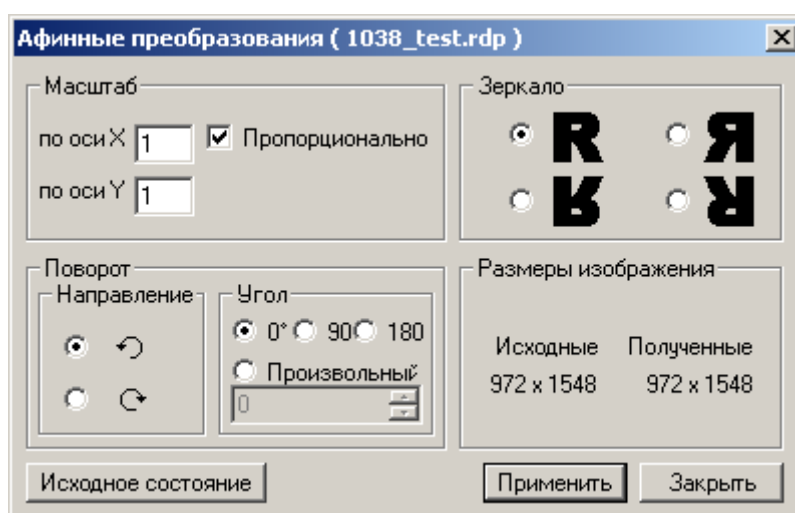 Афинные преобразования ( 1038_test.rdp )
Масштаб
по оси X 1 Пропорционально
по оси Y 1
Зеркало
R Я
Поворот
Направление
Угол
0° 90 180
Произвольный
0
Размеры изображения
Исходные Полученные
972 x 1548 972 x 1548
Исходное состояние Применить Закрыть